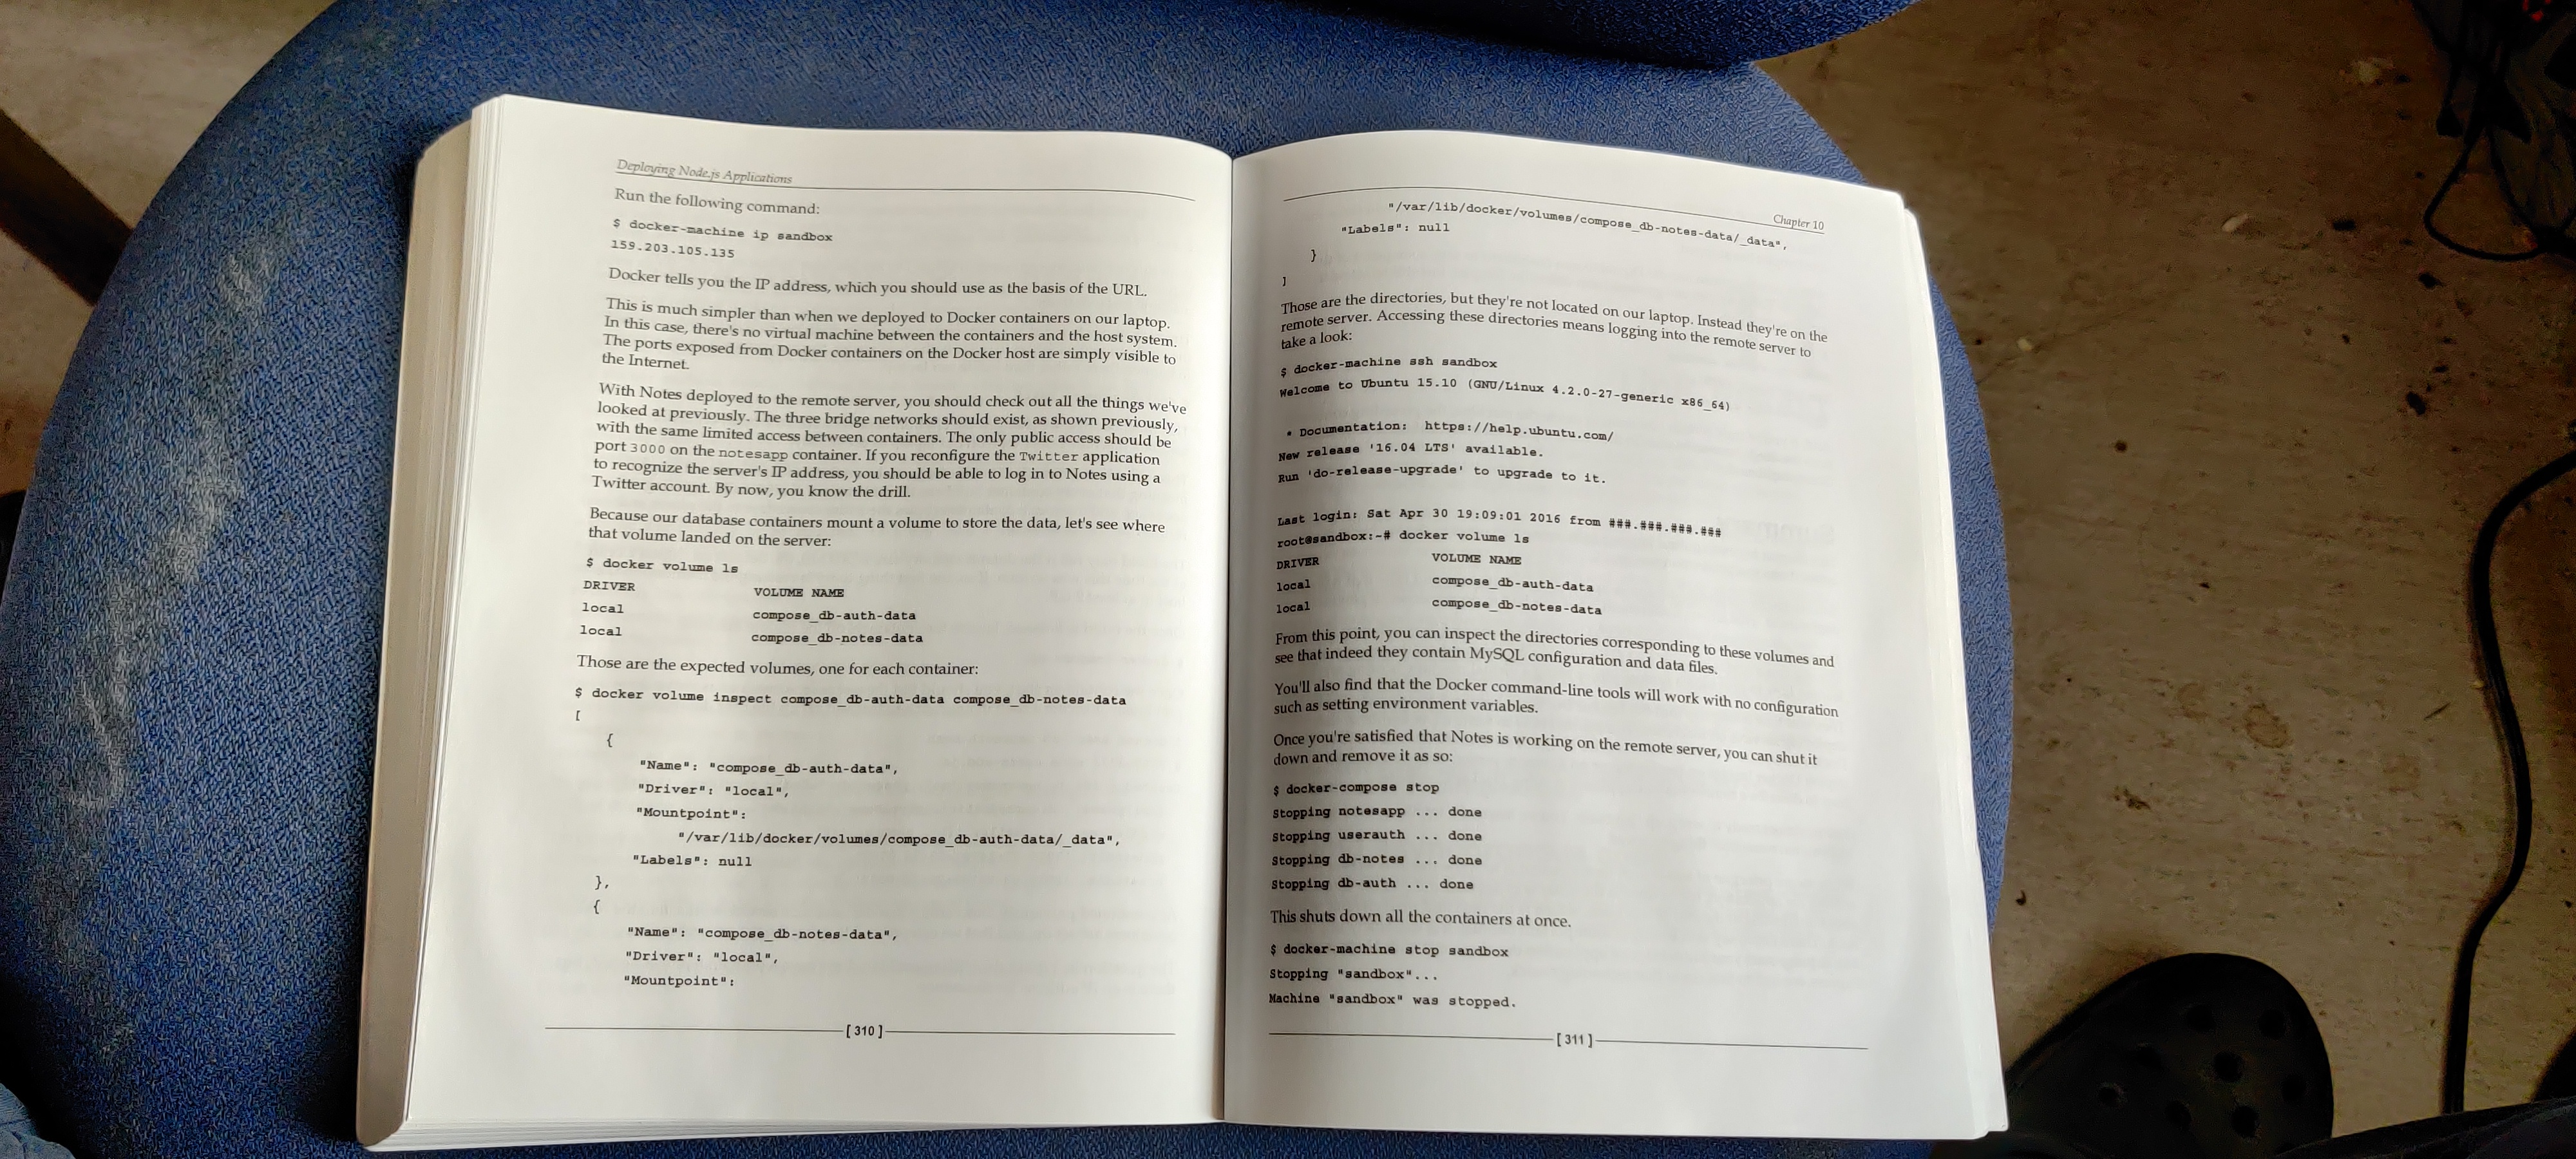 Deploying Node.js Applications
Run the following command:
$ docker-machine ip sandbox
159.203.105.135
Docker tells you the IP address, which you should use as the basis of the URL.
This is much simpler than when we deployed to Docker containers on our laptop.
In this case, there's no virtual machine between the containers and the host system.
The ports exposed from Docker containers on the Docker host are simply visible to
the Internet.
With Notes deployed to the remote server, you should check out all the things we've
looked at previously. The three bridge networks should exist, as shown previously,
with the same limited access between containers. The only public access should be
port 3000 on the notesapp container. If you reconfigure the Twitter application
to recognize the server's IP address, you should be able to log in to Notes using a
Twitter account. By now, you know the drill.
Because our database containers mount a volume to store the data, let's see where
that volume landed on the server:
$ docker volume ls
DRIVER VOLUME NAME
local compose_db-auth-data
local compose_db-notes-data
Those are the expected volumes, one for each container:
$ docker volume inspect compose_db-auth-data compose_db-notes-data
[
{
"Name": "compose_db-auth-data",
"Driver": "local",
"Mountpoint":
"/var/lib/docker/volumes/compose_db-auth-data/_data",
"Labels": null
},
{
"Name": "compose_db-notes-data",
"Driver": "local",
"Mountpoint":
[ 310 ]
Chapter 10
"/var/lib/docker/volumes/compose_db-notes-data/_data",
"Labels": null
}
]
Those are the directories, but they're not located on our laptop. Instead they're on the
remote server. Accessing these directories means logging into the remote server to
take a look:
$ docker-machine ssh sandbox
Welcome to Ubuntu 15.10 (GNU/Linux 4.2.0-27-generic x86_64)
* Documentation: https://help.ubuntu.com/
New release '16.04 LTS' available.
Run 'do-release-upgrade' to upgrade to it.
Last login: Sat Apr 30 19:09:01 2016 from ###.###.###.###
root@sandbox:~# docker volume ls
DRIVER VOLUME NAME
local compose_db-auth-data
local compose_db-notes-data
From this point, you can inspect the directories corresponding to these volumes and
see that indeed they contain MySQL configuration and data files.
You'll also find that the Docker command-line tools will work with no configuration
such as setting environment variables.
Once you're satisfied that Notes is working on the remote server, you can shut it
down and remove it as so:
$ docker-compose stop
Stopping notesapp ... done
Stopping userauth ... done
Stopping db-notes ... done
Stopping db-auth ... done
This shuts down all the containers at once.
$ docker-machine stop sandbox
Stopping "sandbox"...
Machine "sandbox" was stopped.
[ 311 ]